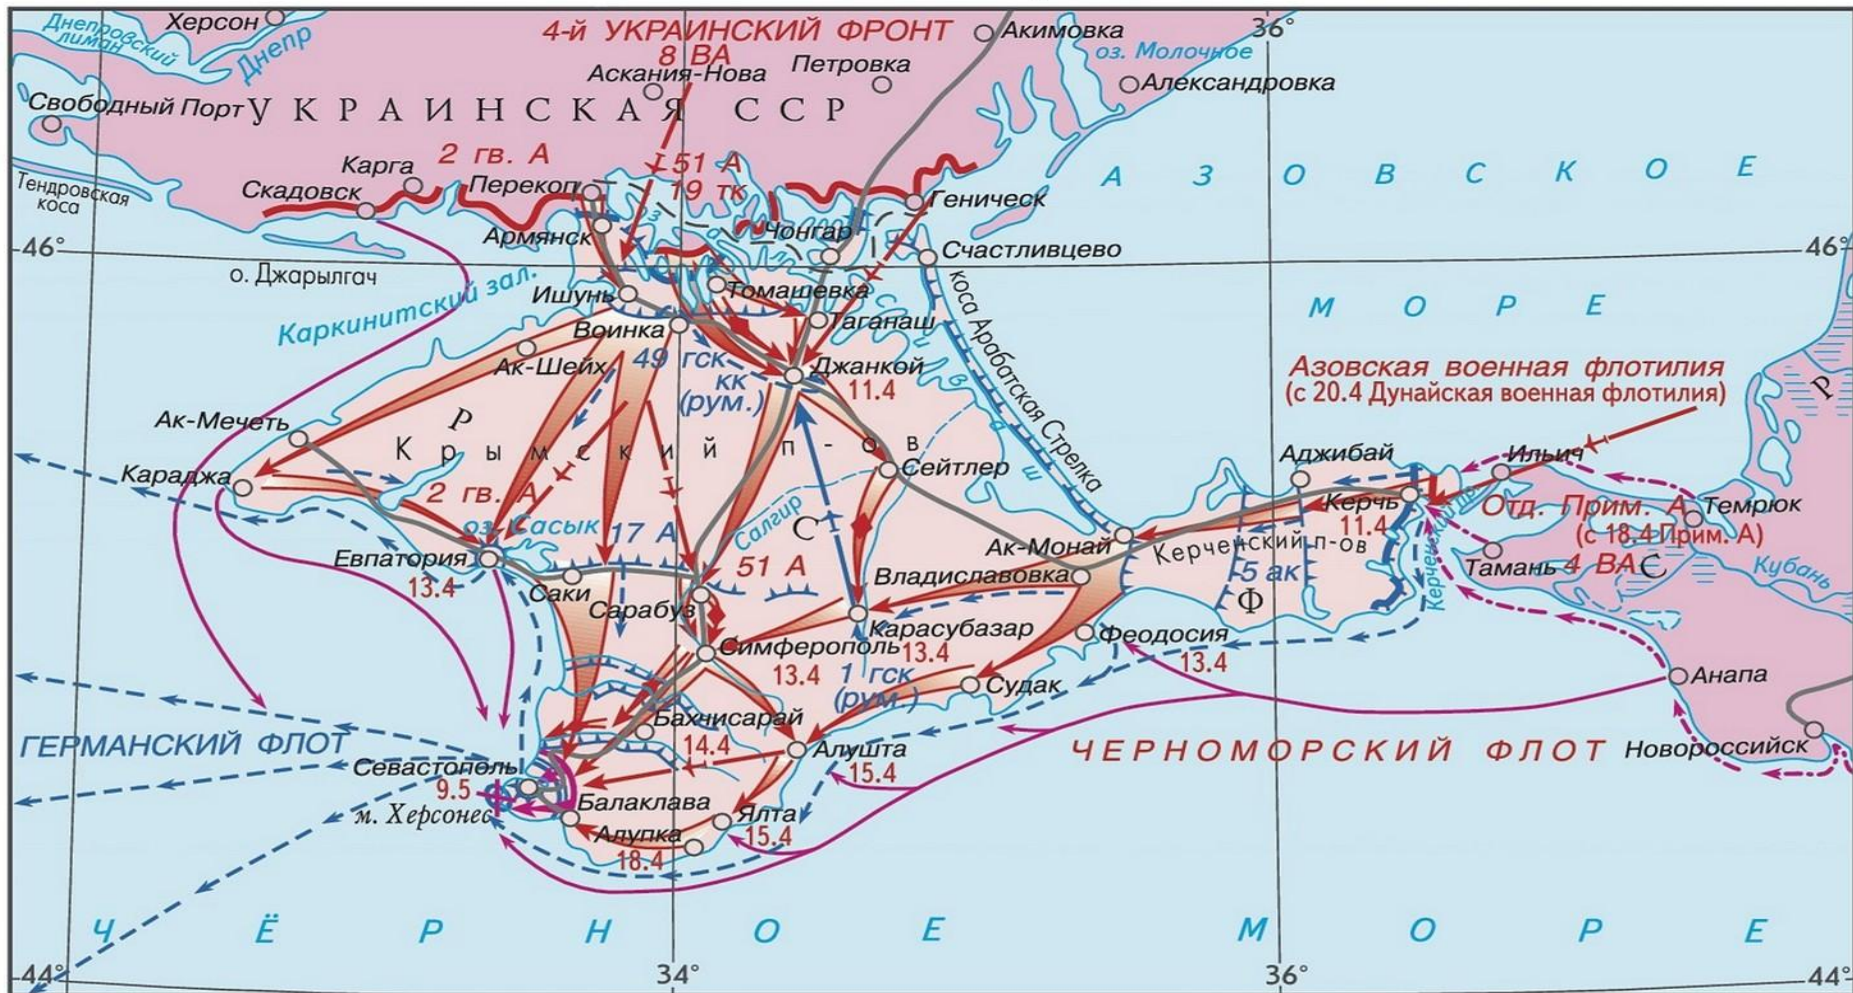 Херсон
Днепровский
лиман
Днепр
4-й УКРАИНСКИЙ ФРОНТ
8 ВА
Акимовка
36°
оз. Молочное
Аскания-Нова
Петровка
Александровка
Свободный Порт
УКРАИНСКАЯ ССР
Карга
2 гв. А
51 А
19 тк
Тендровская
коса
Скадовск
Перекоп
Геническ
АЗОВСКОЕ
Армянск
Чонгар
Счастливцево
46°
46°
о. Джарылгач
Каркинитский зал.
Ишунь
Томашевка
коса Арабатская Стрелка
Сиваш
МОРЕ
Воинка
Таганаш
Ак-Шейх
49 гск
кк
(рум.)
Джанкой
11.4
Азовская военная флотилия
(с 20.4 Дунайская военная флотилия)
Р
Ак-Мечеть
Р
Крымский п-ов
Караджа
2 гв. А
Сейтлер
Аджибай
Ильич
оз. Сасык
17 А
Салгир
С
Керчь
11.4
Отд. Прим. А
(с 18.4 Прим. А)
Темрюк
Евпатория
13.4
51 А
Ак-Монай
Керченский п-ов
Тамань
4 ВА
С
Кубань
Саки
Сарабуз
Владиславовка
5 ак
Ф
Карасубазар
13.4
Симферополь
13.4
Феодосия
13.4
1 гск
(рум.)
Судак
Анапа
Бахчисарай
14.4
ГЕРМАНСКИЙ ФЛОТ
Алушта
15.4
ЧЕРНОМОРСКИЙ ФЛОТ
Новороссийск
Севастополь
9.5
м. Херсонес
Балаклава
Ялта
15.4
Алупка
18.4
ЧЁРНОЕ МОРЕ
44°
34°
36°
44°